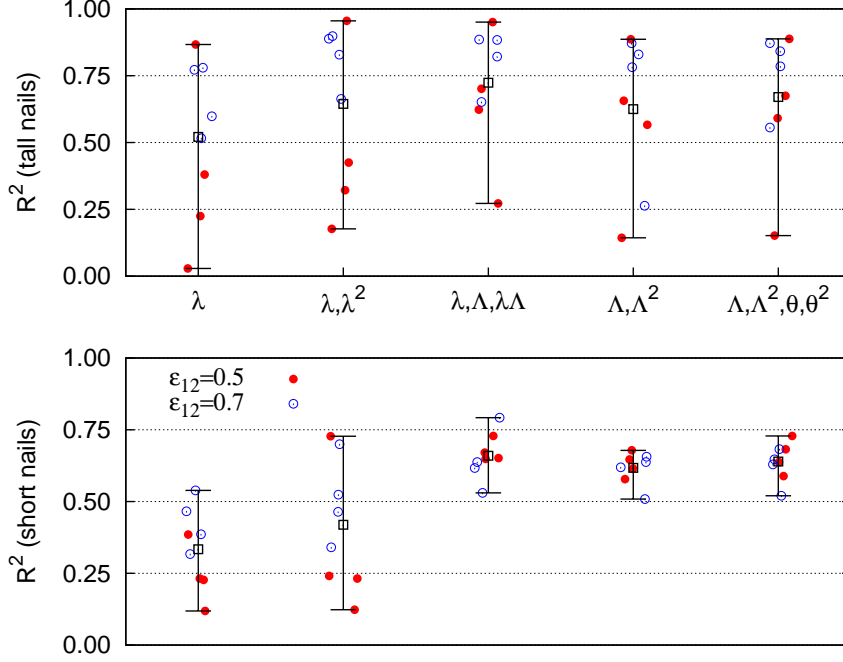 1.00
0.75
0.50
0.25
0.00
R² (tall nails)
λ
λ,λ²
λ,Λ,λΛ
Λ,Λ²
Λ,Λ²,θ,θ²
1.00
0.75
0.50
0.25
0.00
R² (short nails)
ε₁₂=0.5
ε₁₂=0.7